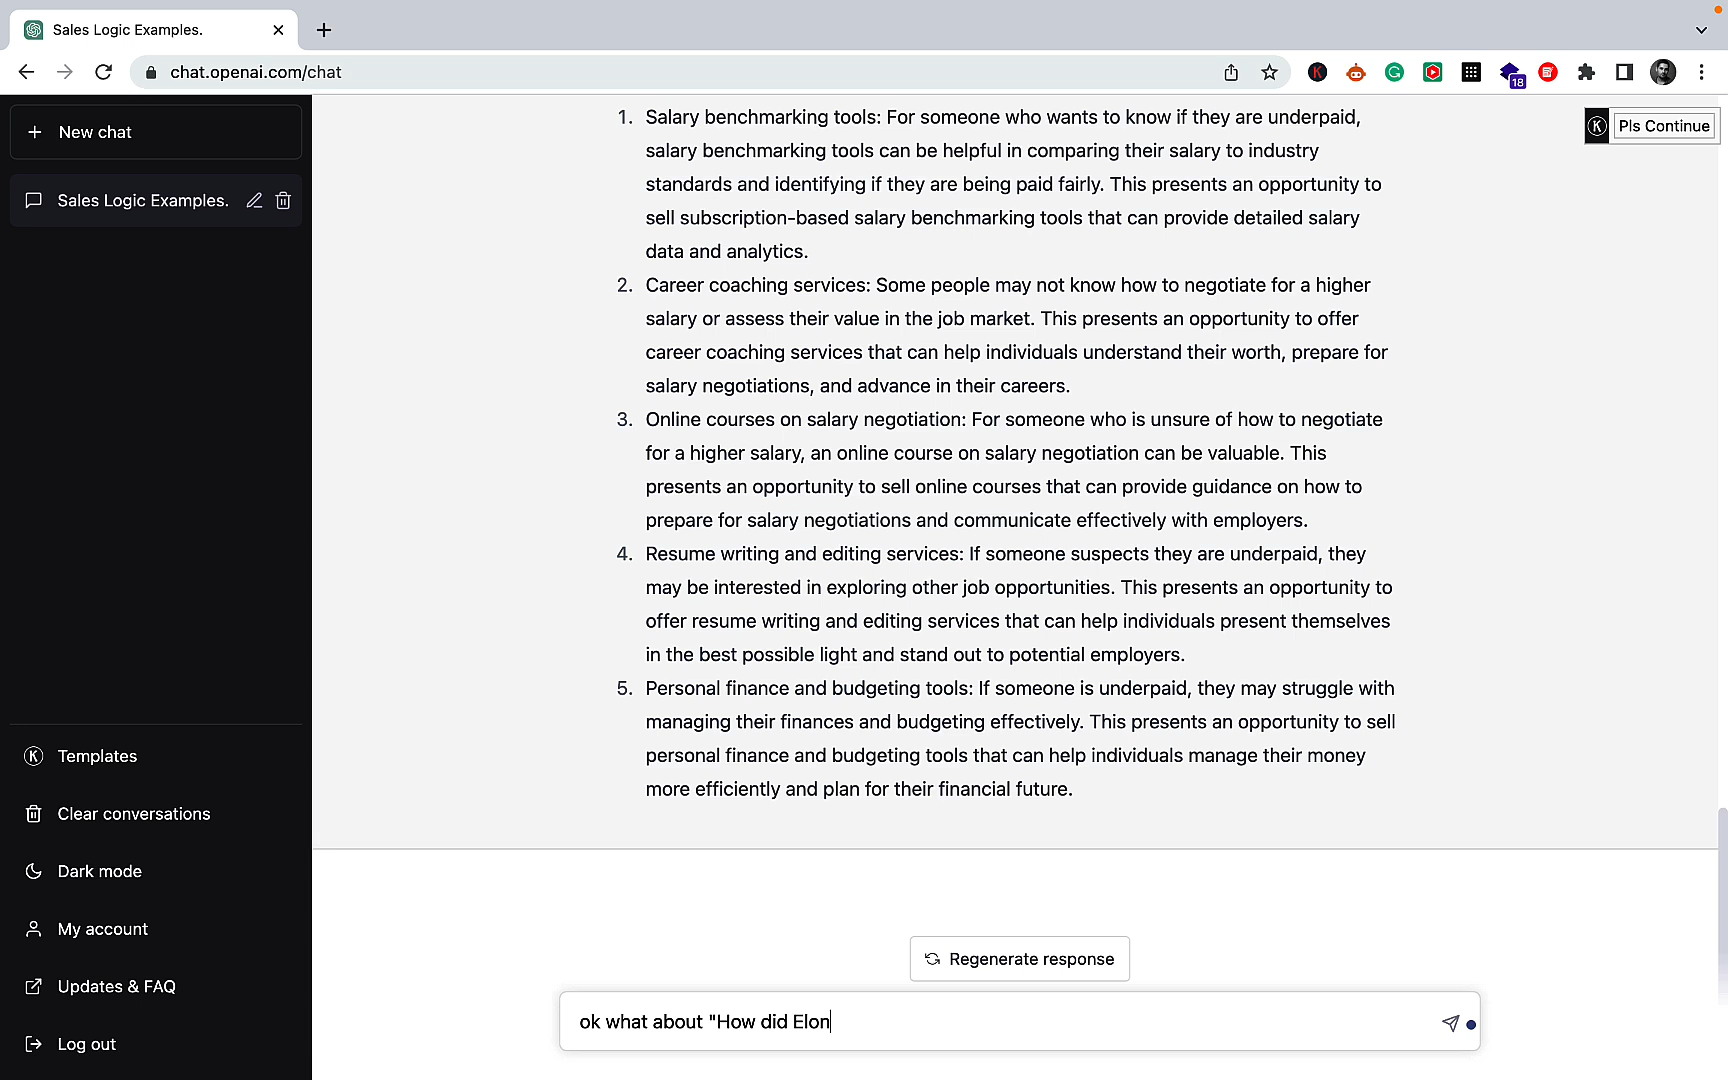 Sales Logic Examples.
chat.openai.com/chat
18
New chat
Sales Logic Examples.
Templates
Clear conversations
Dark mode
My account
Updates & FAQ
Log out
K Pls Continue
1. Salary benchmarking tools: For someone who wants to know if they are underpaid,
salary benchmarking tools can be helpful in comparing their salary to industry
standards and identifying if they are being paid fairly. This presents an opportunity to
sell subscription-based salary benchmarking tools that can provide detailed salary
data and analytics.
2. Career coaching services: Some people may not know how to negotiate for a higher
salary or assess their value in the job market. This presents an opportunity to offer
career coaching services that can help individuals understand their worth, prepare for
salary negotiations, and advance in their careers.
3. Online courses on salary negotiation: For someone who is unsure of how to negotiate
for a higher salary, an online course on salary negotiation can be valuable. This
presents an opportunity to sell online courses that can provide guidance on how to
prepare for salary negotiations and communicate effectively with employers.
4. Resume writing and editing services: If someone suspects they are underpaid, they
may be interested in exploring other job opportunities. This presents an opportunity to
offer resume writing and editing services that can help individuals present themselves
in the best possible light and stand out to potential employers.
5. Personal finance and budgeting tools: If someone is underpaid, they may struggle with
managing their finances and budgeting effectively. This presents an opportunity to sell
personal finance and budgeting tools that can help individuals manage their money
more efficiently and plan for their financial future.
Regenerate response
ok what about "How did Elon